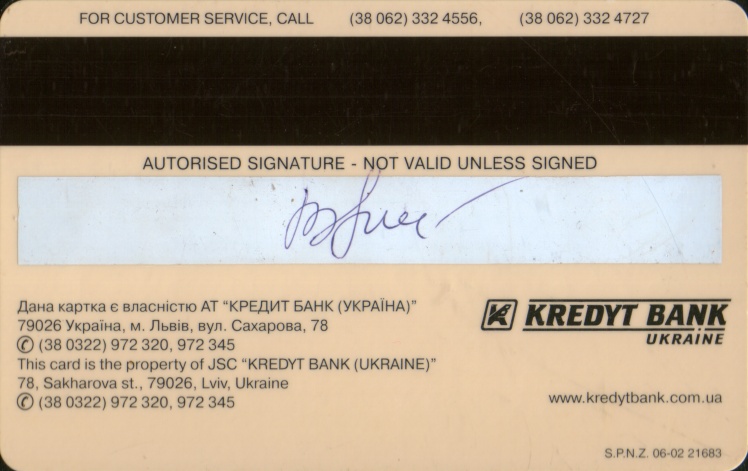 FOR CUSTOMER SERVICE, CALL (38 062) 332 4556, (38 062) 332 4727
AUTORISED SIGNATURE - NOT VALID UNLESS SIGNED
Дана картка є власністю АТ “КРЕДИТ БАНК (УКРАЇНА)”
79026 Україна, м. Львів, вул. Сахарова, 78
✆ (38 0322) 972 320, 972 345
This card is the property of JSC “KREDYT BANK (UKRAINE)”
78, Sakharova st., 79026, Lviv, Ukraine
✆ (38 0322) 972 320, 972 345
KREDYT BANK
UKRAiNE
www.kredytbank.com.ua
S.P.N.Z. 06-02 21683